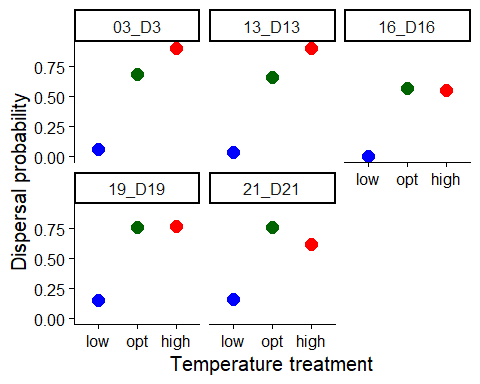 03_D3
13_D13
16_D16
0.75
0.50
0.25
0.00
Dispersal probability
low opt high
19_D19
21_D21
0.75
0.50
0.25
0.00
low opt high
low opt high
Temperature treatment